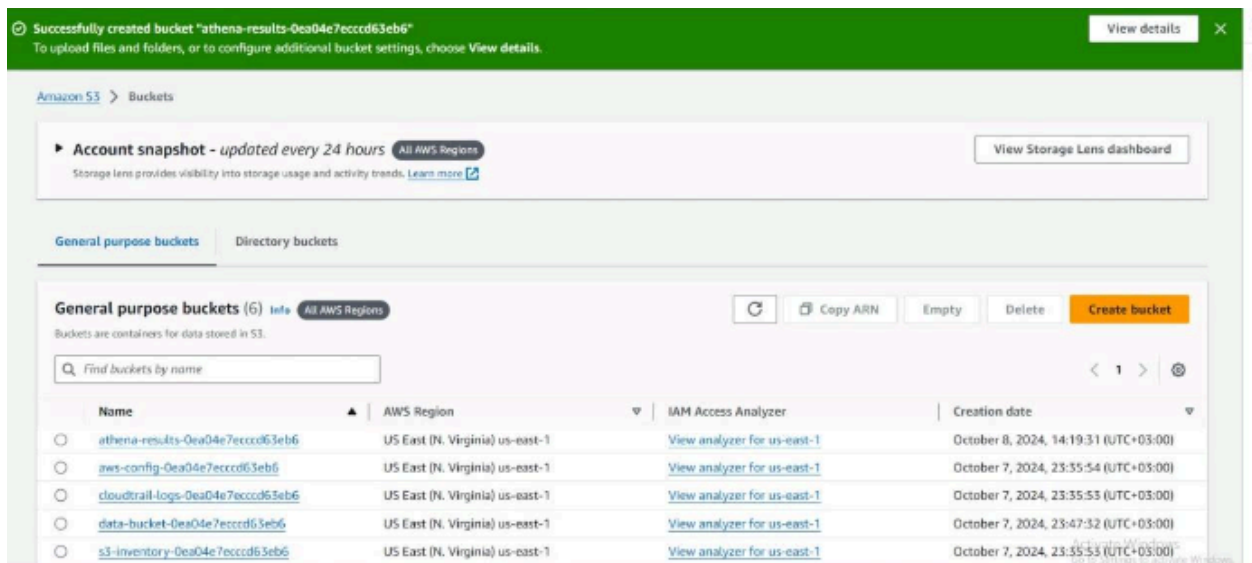 Successfully created bucket "athena-results-0ea04e7ecccd63eb6"
To upload files and folders, or to configure additional bucket settings, choose View details.
View details
Amazon S3 > Buckets
Account snapshot - updated every 24 hours All AWS Regions
Storage lens provides visibility into storage usage and activity trends. Learn more
View Storage Lens dashboard
General purpose buckets Directory buckets
General purpose buckets (6) Info All AWS Regions
Buckets are containers for data stored in S3.
Copy ARN Empty Delete Create bucket
Find buckets by name
1
Name AWS Region IAM Access Analyzer Creation date
athena-results-0ea04e7ecccd63eb6 US East (N. Virginia) us-east-1 View analyzer for us-east-1 October 8, 2024, 14:19:31 (UTC+03:00)
aws-config-0ea04e7ecccd63eb6 US East (N. Virginia) us-east-1 View analyzer for us-east-1 October 7, 2024, 23:35:54 (UTC+03:00)
cloudtrail-logs-0ea04e7ecccd63eb6 US East (N. Virginia) us-east-1 View analyzer for us-east-1 October 7, 2024, 23:35:53 (UTC+03:00)
data-bucket-0ea04e7ecccd63eb6 US East (N. Virginia) us-east-1 View analyzer for us-east-1 October 7, 2024, 23:47:32 (UTC+03:00)
s3-inventory-0ea04e7ecccd63eb6 US East (N. Virginia) us-east-1 View analyzer for us-east-1 October 7, 2024, 23:35:53 (UTC+03:00)
Activate Windows
Go to Settings to activate Windows.